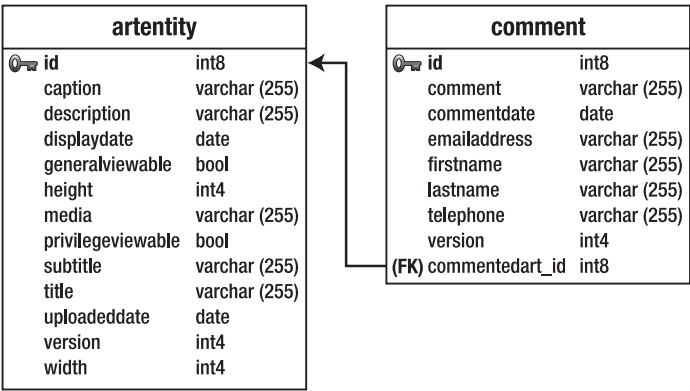 artentity
id int8
caption varchar (255)
description varchar (255)
displaydate date
generalviewable bool
height int4
media varchar (255)
privilegeviewable bool
subtitle varchar (255)
title varchar (255)
uploadeddate date
version int4
width int4
comment
id int8
comment varchar (255)
commentdate date
emailaddress varchar (255)
firstname varchar (255)
lastname varchar (255)
telephone varchar (255)
version int4
(FK) commentedart_id int8